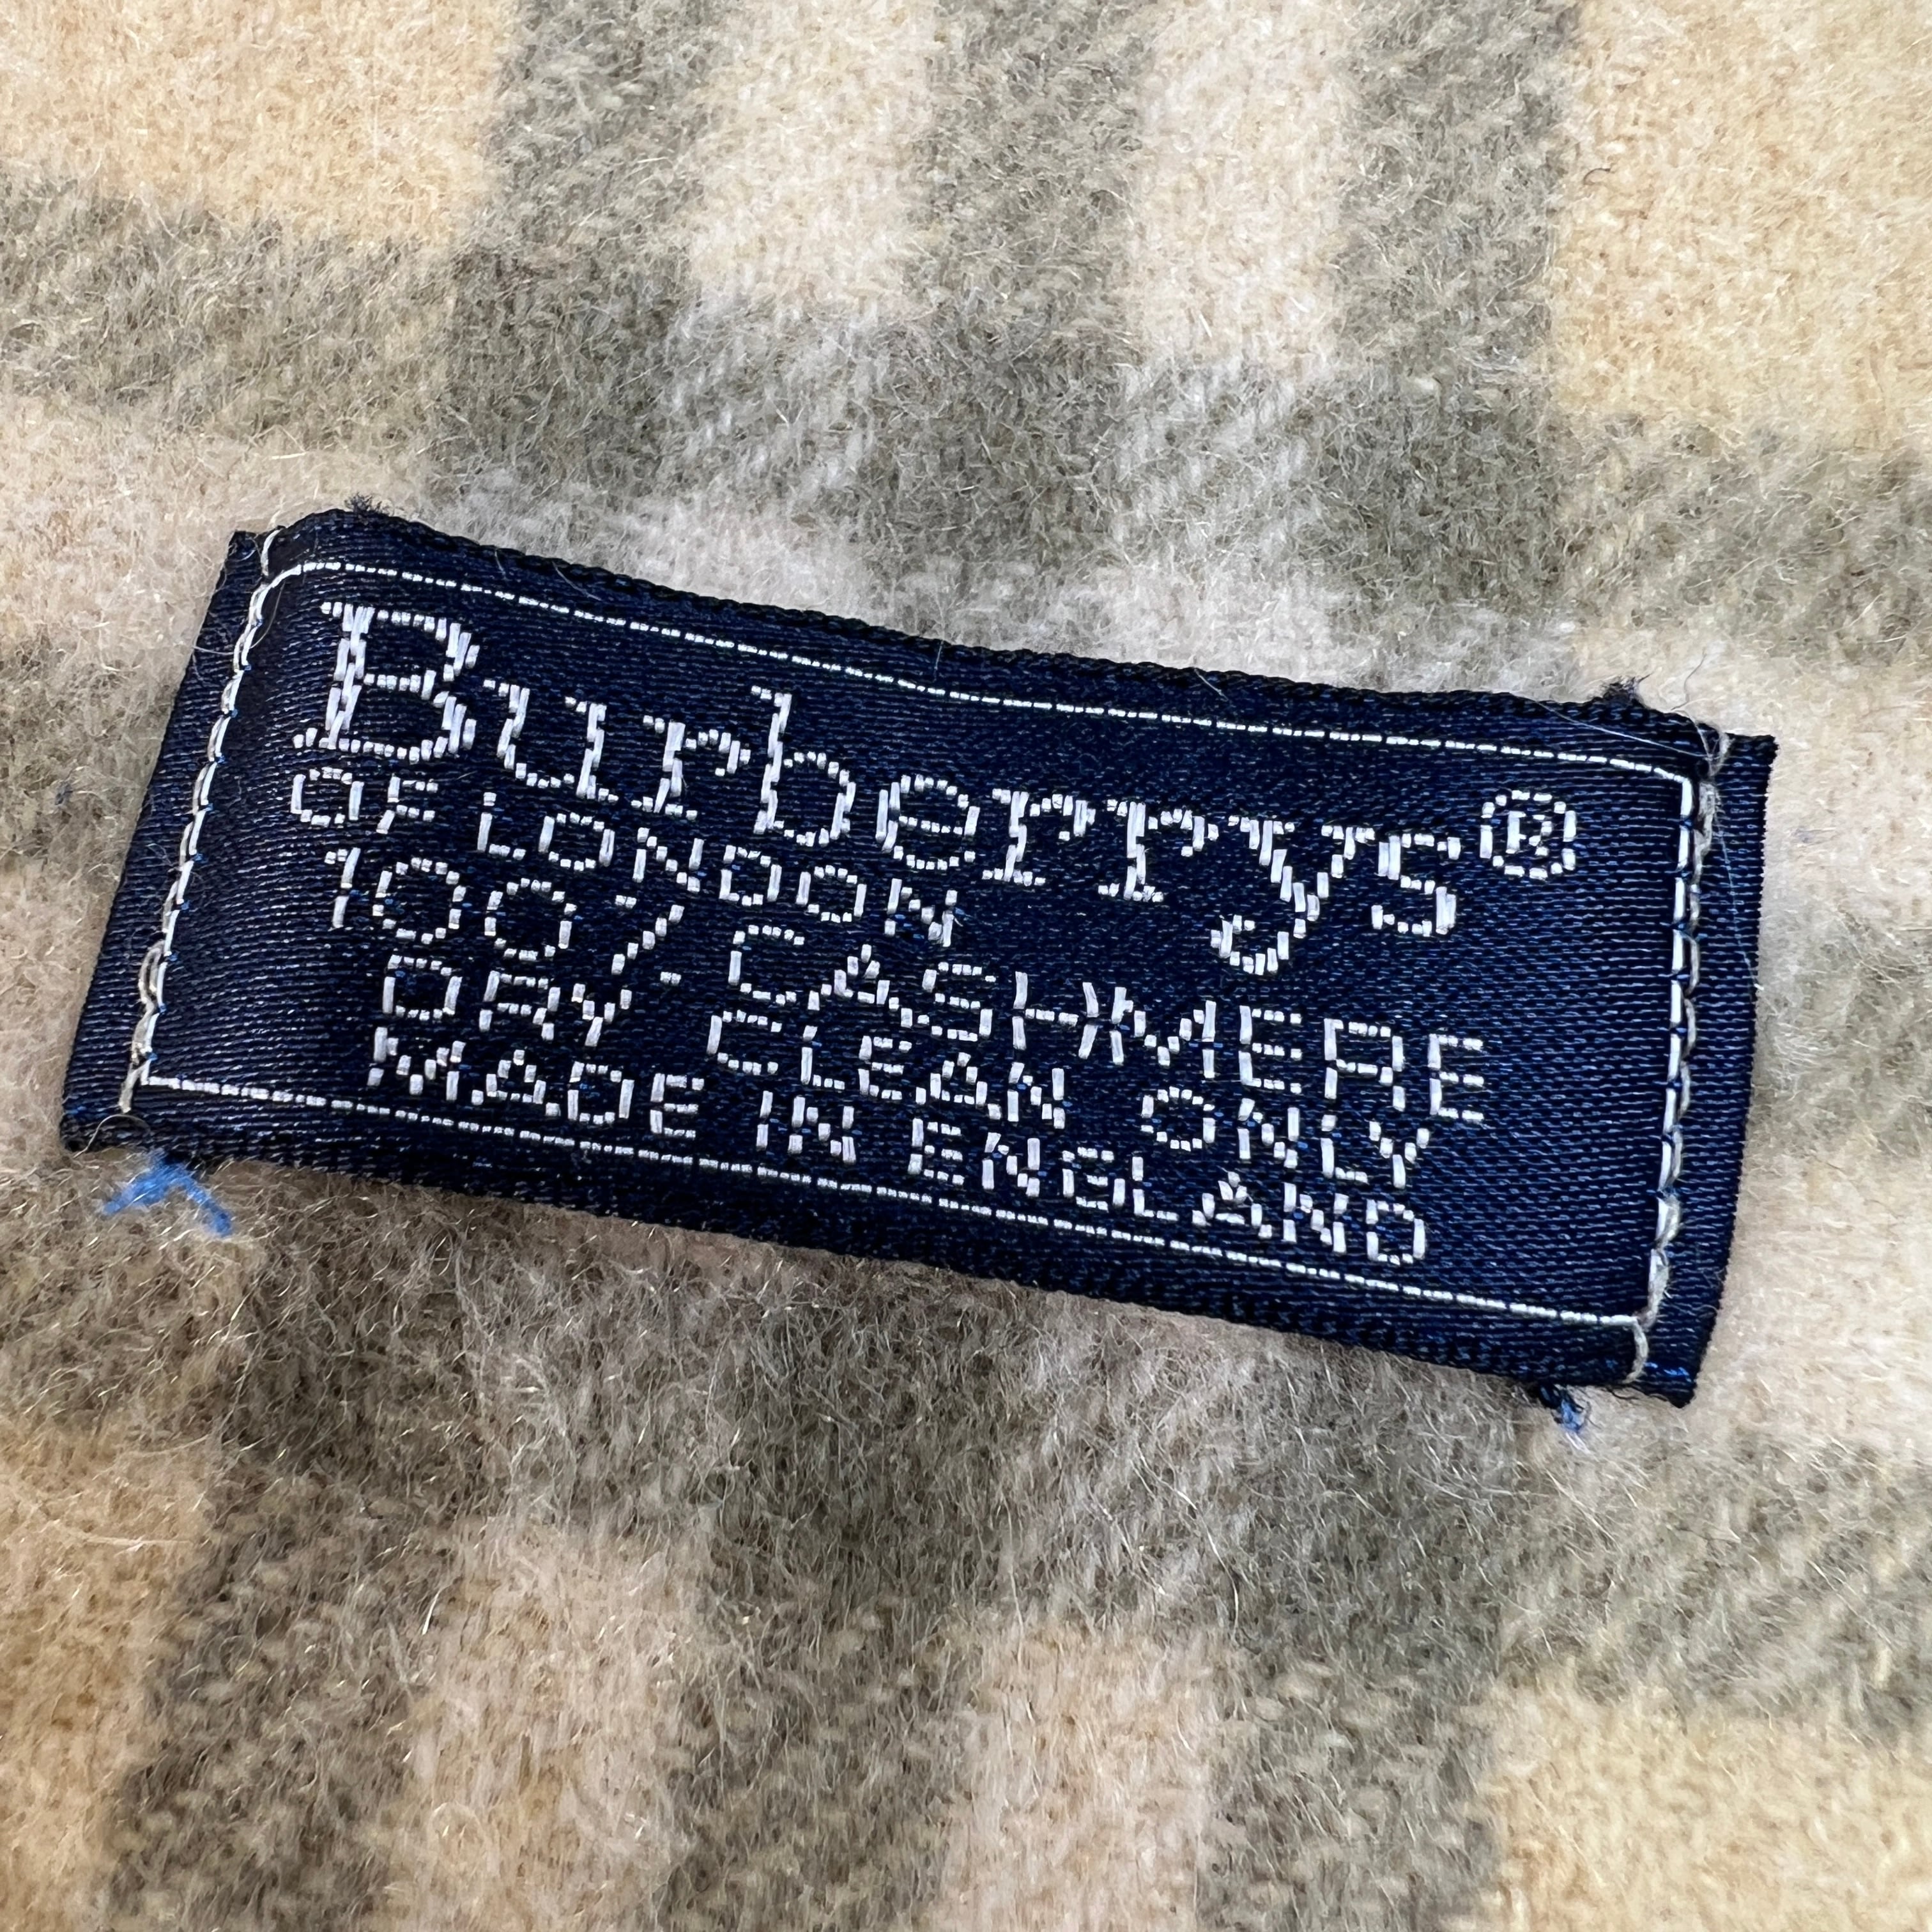 Burberrys®
OF LONDON
100% CASHMERE
DRY CLEAN ONLY
MADE IN ENGLAND